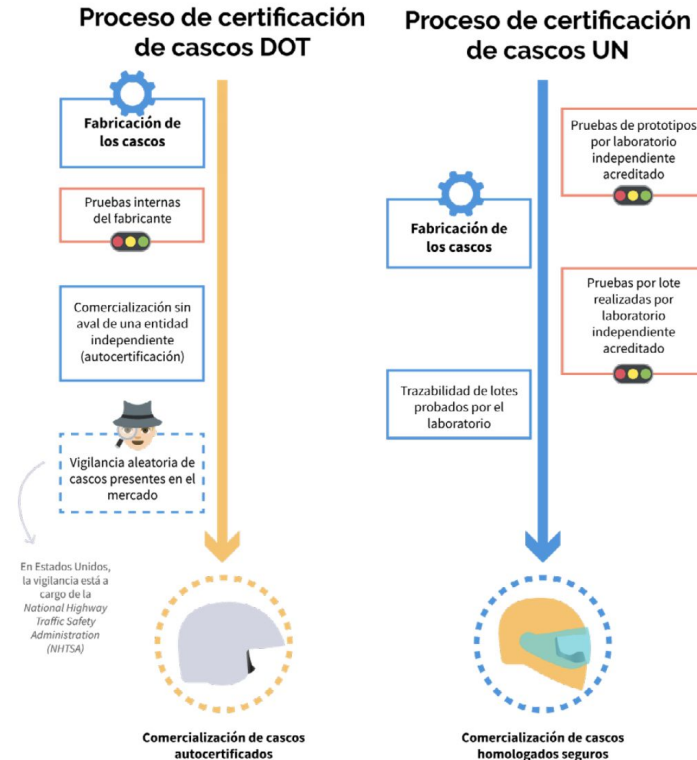 Proceso de certificación
de cascos DOT
Fabricación de
los cascos
Pruebas internas
del fabricante
Comercialización sin
aval de una entidad
independiente
(autocertificación)
Vigilancia aleatoria de
cascos presentes en el
mercado
En Estados Unidos,
la vigilancia está a
cargo de la
National Highway
Traffic Safety
Administration
(NHTSA)
Comercialización de cascos
autocertificados
Proceso de certificación
de cascos UN
Pruebas de prototipos
por laboratorio
independiente
acreditado
Fabricación de
los cascos
Pruebas por lote
realizadas por
laboratorio
independiente
acreditado
Trazabilidad de lotes
probados por el
laboratorio
Comercialización de cascos
homologados seguros